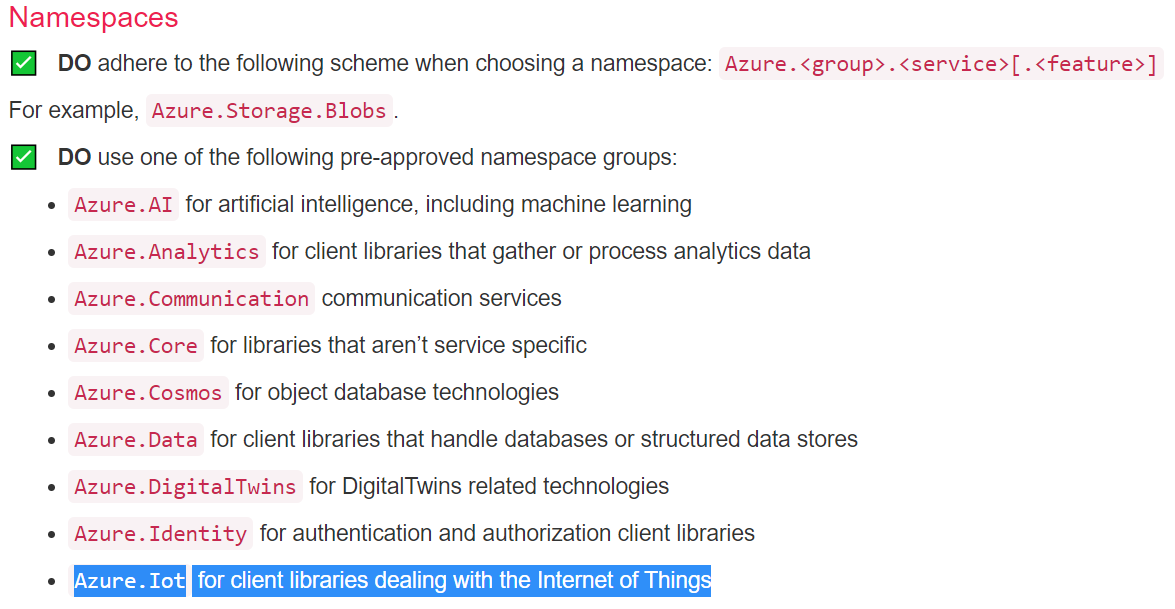 Namespaces
DO adhere to the following scheme when choosing a namespace: Azure.<group>.<service>[.<feature>]
For example, Azure.Storage.Blobs.
DO use one of the following pre-approved namespace groups:
Azure.AI for artificial intelligence, including machine learning
Azure.Analytics for client libraries that gather or process analytics data
Azure.Communication communication services
Azure.Core for libraries that aren’t service specific
Azure.Cosmos for object database technologies
Azure.Data for client libraries that handle databases or structured data stores
Azure.DigitalTwins for DigitalTwins related technologies
Azure.Identity for authentication and authorization client libraries
Azure.Iot for client libraries dealing with the Internet of Things